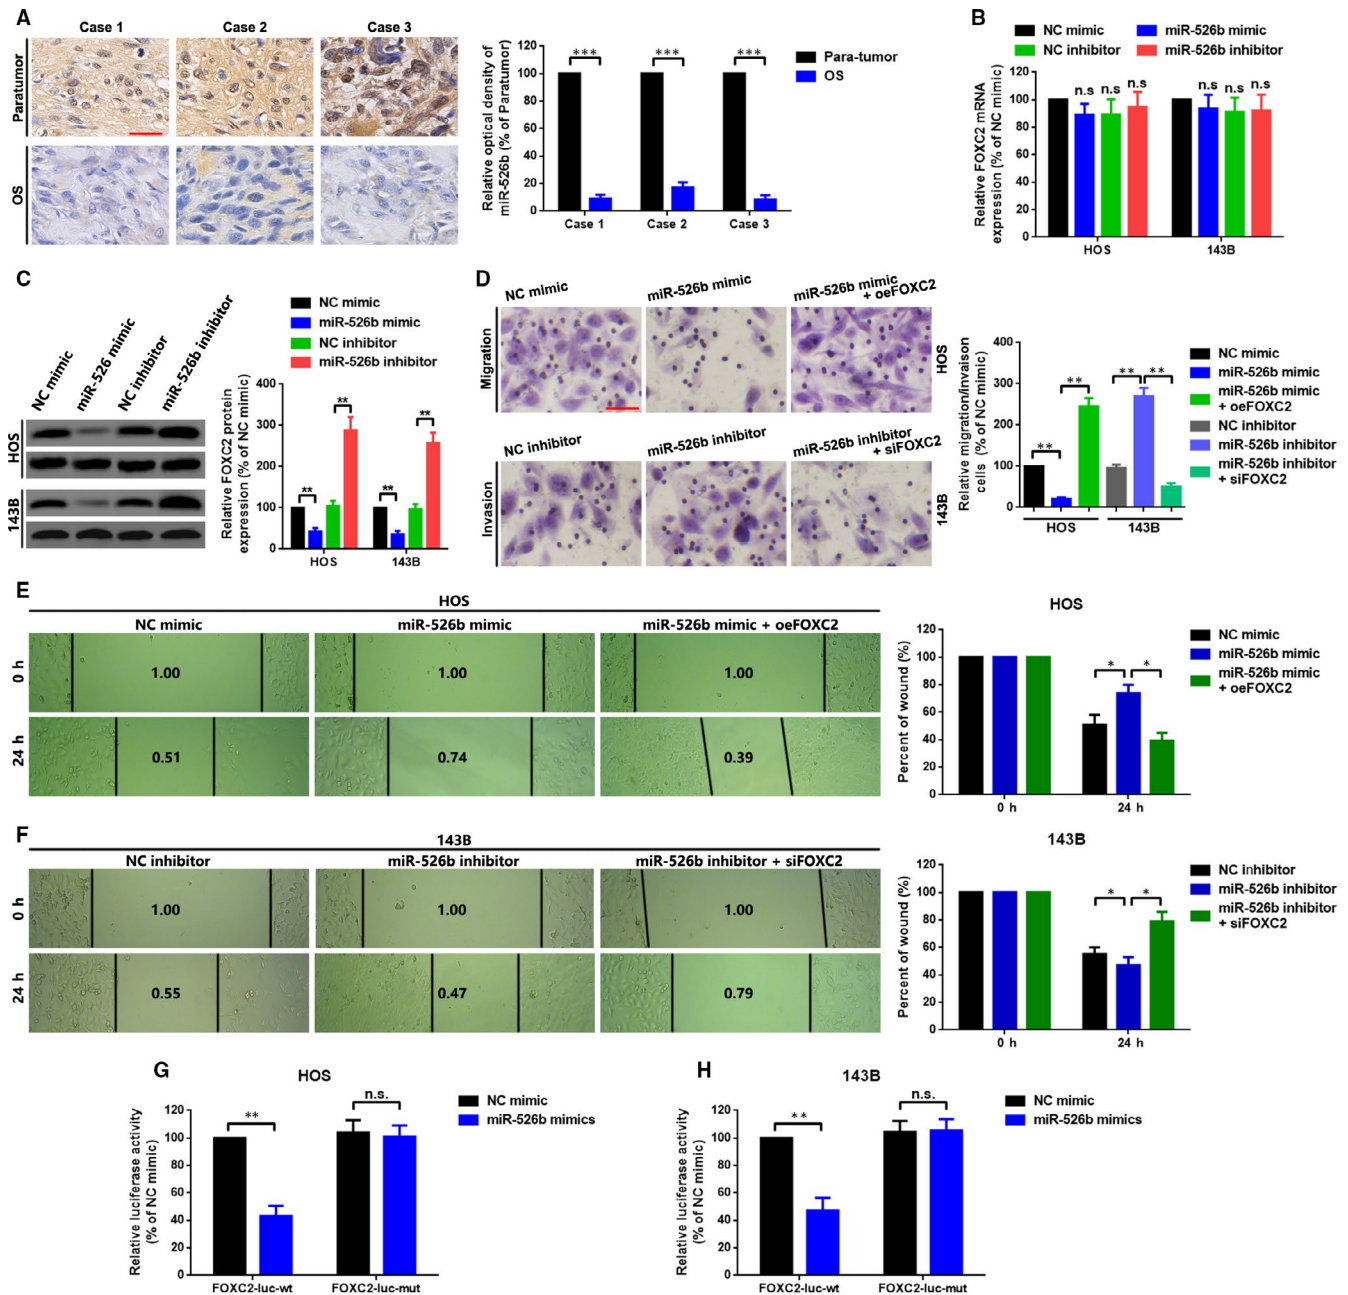 A
Case 1
Case 2
Case 3
Paratumor
OS
Relative optical density of
miR-526b (% of Paratumor)
120
100
80
60
40
20
0
***
***
***
Case 1
Case 2
Case 3
Para-tumor
OS
B
NC mimic
miR-526b mimic
NC inhibitor
miR-526b inhibitor
Relative FOXC2 mRNA
expression (% of NC mimic)
120
100
80
60
40
20
0
n.s
n.s
n.s
n.s
n.s
n.s
HOS
143B
C
NC mimic
miR-526 mimic
NC inhibitor
miR-526b inhibitor
HOS
143B
NC mimic
miR-526b mimic
NC inhibitor
miR-526b inhibitor
Relative FOXC2 protein
expression (% of NC mimic)
400
300
200
100
0
**
**
**
**
HOS
143B
D
NC mimic
miR-526b mimic
miR-526b mimic
+ oeFOXC2
Migration
HOS
NC inhibitor
miR-526b inhibitor
miR-526b inhibitor
+ siFOXC2
Invasion
143B
Relative migration/invaison
cells (% of NC mimic)
400
300
200
100
0
**
**
**
**
HOS
143B
NC mimic
miR-526b mimic
miR-526b mimic
+ oeFOXC2
NC inhibitor
miR-526b inhibitor
miR-526b inhibitor
+ siFOXC2
E
HOS
NC mimic
miR-526b mimic
miR-526b mimic + oeFOXC2
0 h
1.00
1.00
1.00
24 h
0.51
0.74
0.39
HOS
Percent of wound (%)
120
100
80
60
40
20
0
*
*
0 h
24 h
NC mimic
miR-526b mimic
miR-526b mimic
+ oeFOXC2
F
143B
NC inhibitor
miR-526b inhibitor
miR-526b inhibitor + siFOXC2
0 h
1.00
1.00
1.00
24 h
0.55
0.47
0.79
143B
Percent of wound (%)
120
100
80
60
40
20
0
*
*
0 h
24 h
NC inhibitor
miR-526b inhibitor
miR-526b inhibitor
+ siFOXC2
G
HOS
Relative luciferase activity
(% of NC mimic)
120
100
80
60
40
20
0
**
n.s.
FOXC2-luc-wt
FOXC2-luc-mut
NC mimic
miR-526b mimics
H
143B
Relative luciferase activity
(% of NC mimic)
120
100
80
60
40
20
0
**
n.s.
FOXC2-luc-wt
FOXC2-luc-mut
NC mimic
miR-526b mimics